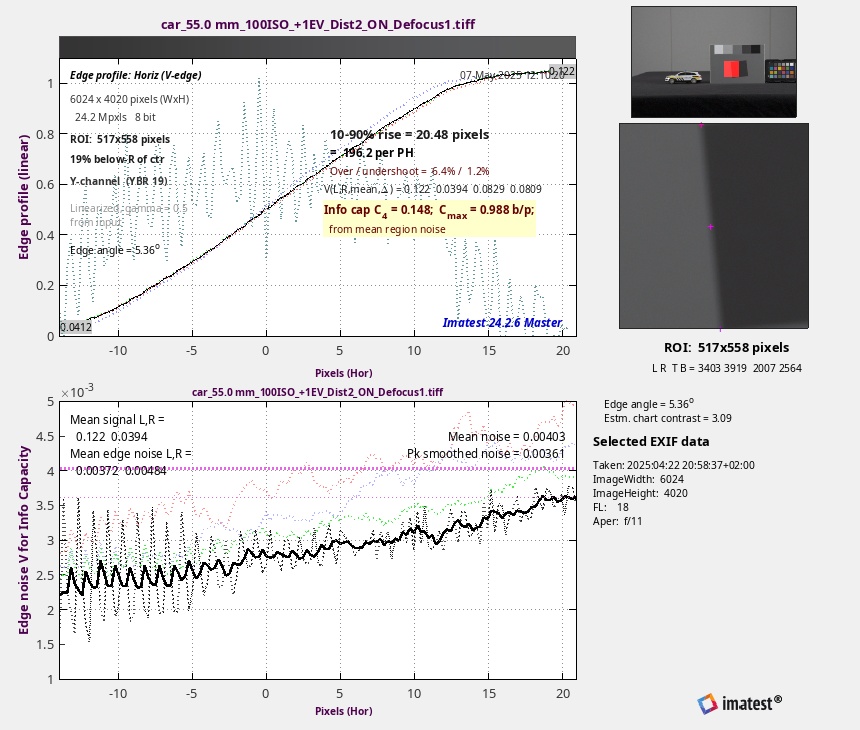 car_55.0 mm_100ISO_+1EV_Dist2_ON_Defocus1.tiff
Edge profile: Horiz (V-edge)
07-May-2025 12:10:20
0.122
6024 x 4020 pixels (WxH)
24.2 Mpxls 8 bit
ROI: 517x558 pixels
19% below R of ctr
Y-channel (YBR 19)
Linearized, gamma = 0.5
from input
Edge angle = 5.36°
10-90% rise = 20.48 pixels
= 196.2 per PH
Over / undershoot = 6.4% / 1.2%
V(L,R,mean,Δ) = 0.122 0.0394 0.0829 0.0809
Info cap C4 = 0.148; Cmax = 0.988 b/p;
from mean region noise
0.0412
Imatest 24.2.6 Master
Edge profile (linear)
1
0.8
0.6
0.4
0.2
0
-10 -5 0 5 10 15 20
Pixels (Hor)
car_55.0 mm_100ISO_+1EV_Dist2_ON_Defocus1.tiff
×10-3
Mean signal L,R =
0.122 0.0394
Mean edge noise L,R =
0.00372 0.00484
Mean noise = 0.00403
Pk smoothed noise = 0.00361
Edge noise V for Info Capacity
5
4.5
4
3.5
3
2.5
2
1.5
1
-10 -5 0 5 10 15 20
Pixels (Hor)
ROI: 517x558 pixels
L R T B = 3403 3919 2007 2564
Edge angle = 5.36°
Estm. chart contrast = 3.09
Selected EXIF data
Taken: 2025:04:22 20:58:37+02:00
ImageWidth: 6024
ImageHeight: 4020
FL: 18
Aper: f/11
imatest®